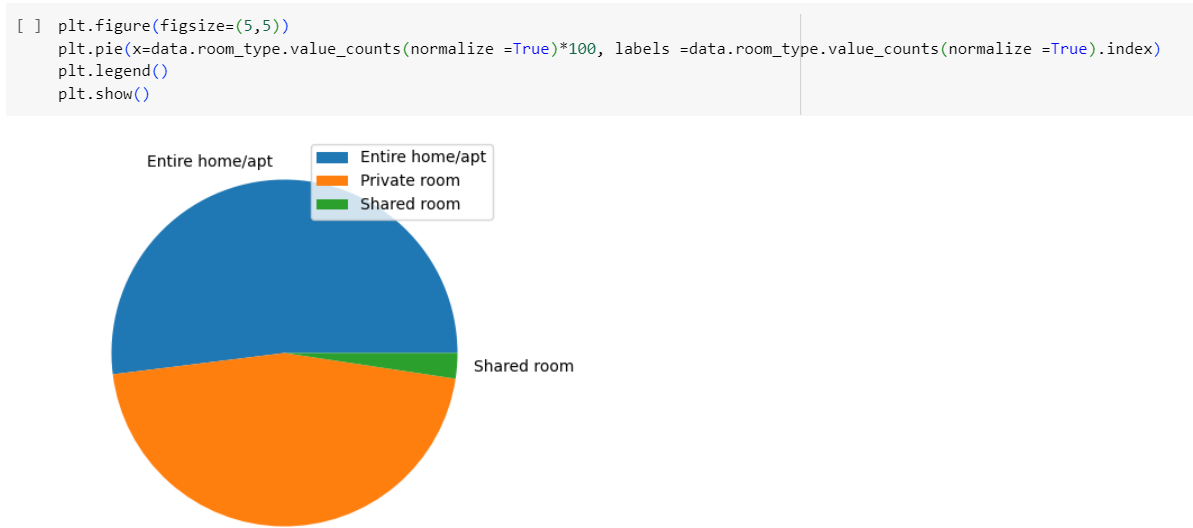 [ ] plt.figure(figsize=(5,5))
plt.pie(x=data.room_type.value_counts(normalize =True)*100, labels =data.room_type.value_counts(normalize =True).index)
plt.legend()
plt.show()
Entire home/apt
Entire home/apt
Private room
Shared room
Shared room